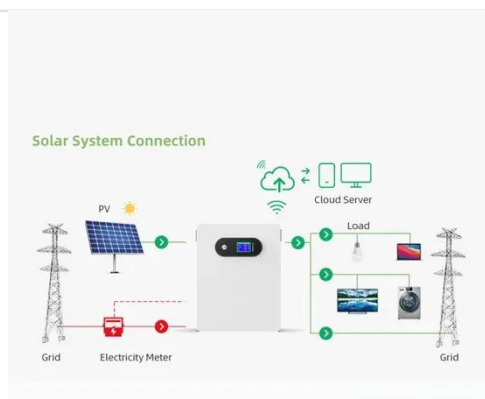 Solar System Connection
Cloud Server
PV
Load
Grid
Electricity Meter
Grid